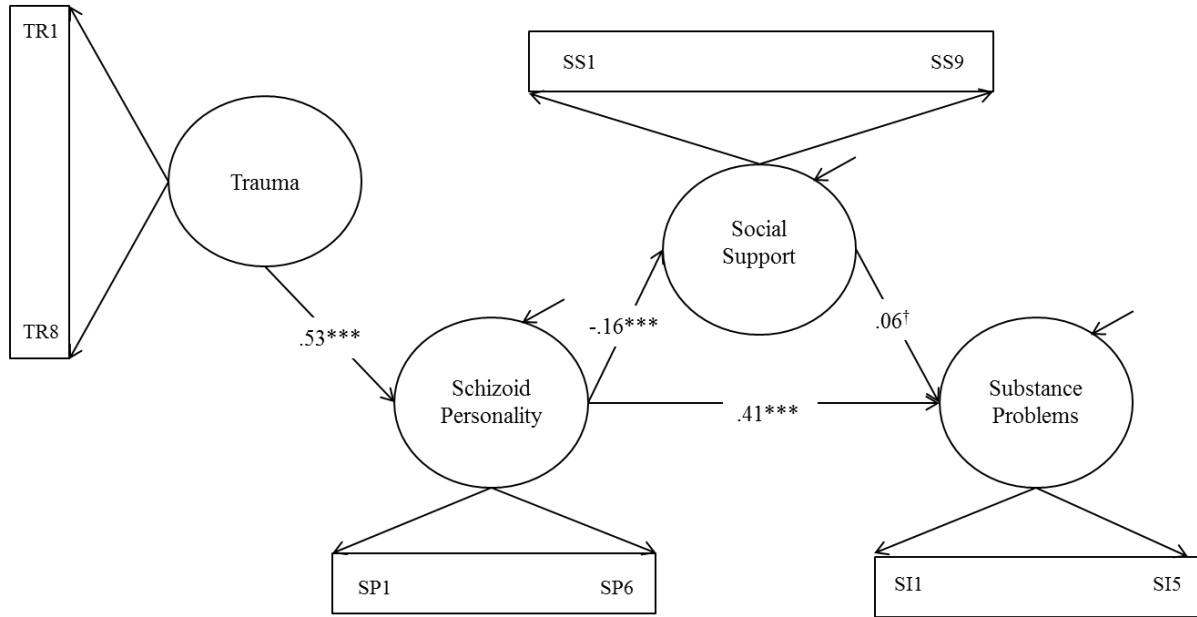 TR1
TR8
Trauma
.53***
SS1 SS9
Social
Support
-.16***
.06†
Schizoid
Personality
.41***
Substance
Problems
SP1 SP6
SI1 SI5